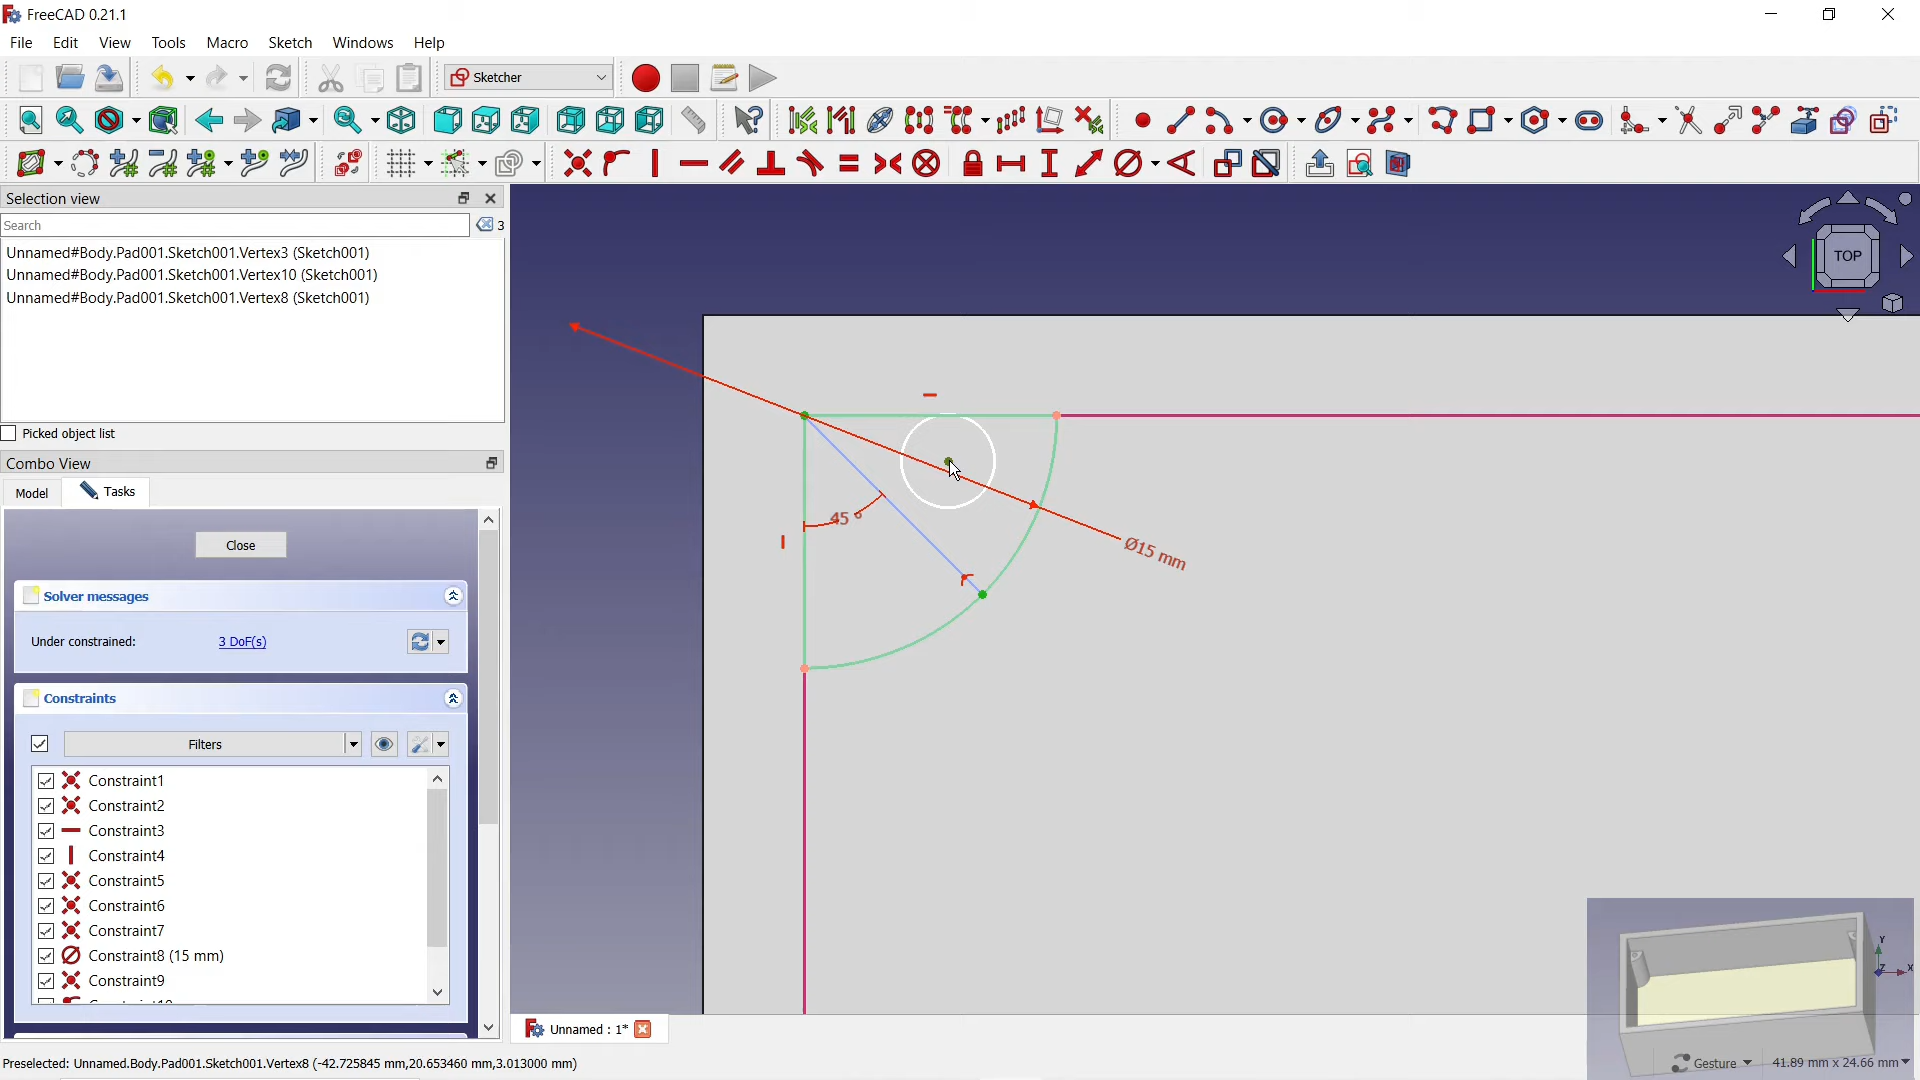 FreeCAD 0.21.1
File Edit View Tools Macro Sketch Windows Help
Sketcher
Selection view
Search
3
Unnamed#Body.Pad001.Sketch001.Vertex3 (Sketch001)
Unnamed#Body.Pad001.Sketch001.Vertex10 (Sketch001)
Unnamed#Body.Pad001.Sketch001.Vertex8 (Sketch001)
Picked object list
Combo View
Model Tasks
Close
Solver messages
Under constrained: 3 DoF(s)
Constraints
Filters
Constraint1
Constraint2
Constraint3
Constraint4
Constraint5
Constraint6
Constraint7
Constraint8 (15 mm)
Constraint9
TOP
45 °
Ø15 mm
Y
Z X
Unnamed : 1*
Preselected: Unnamed.Body.Pad001.Sketch001.Vertex8 (-42.725845 mm,20.653460 mm,3.013000 mm)
Gesture 41.89 mm x 24.66 mm